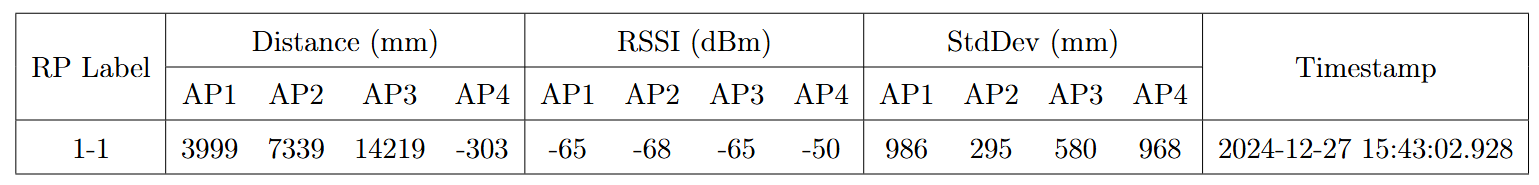 RP Label Distance (mm) RSSI (dBm) StdDev (mm) Timestamp
AP1 AP2 AP3 AP4 AP1 AP2 AP3 AP4 AP1 AP2 AP3 AP4
1-1 3999 7339 14219 -303 -65 -68 -65 -50 986 295 580 968 2024-12-27 15:43:02.928